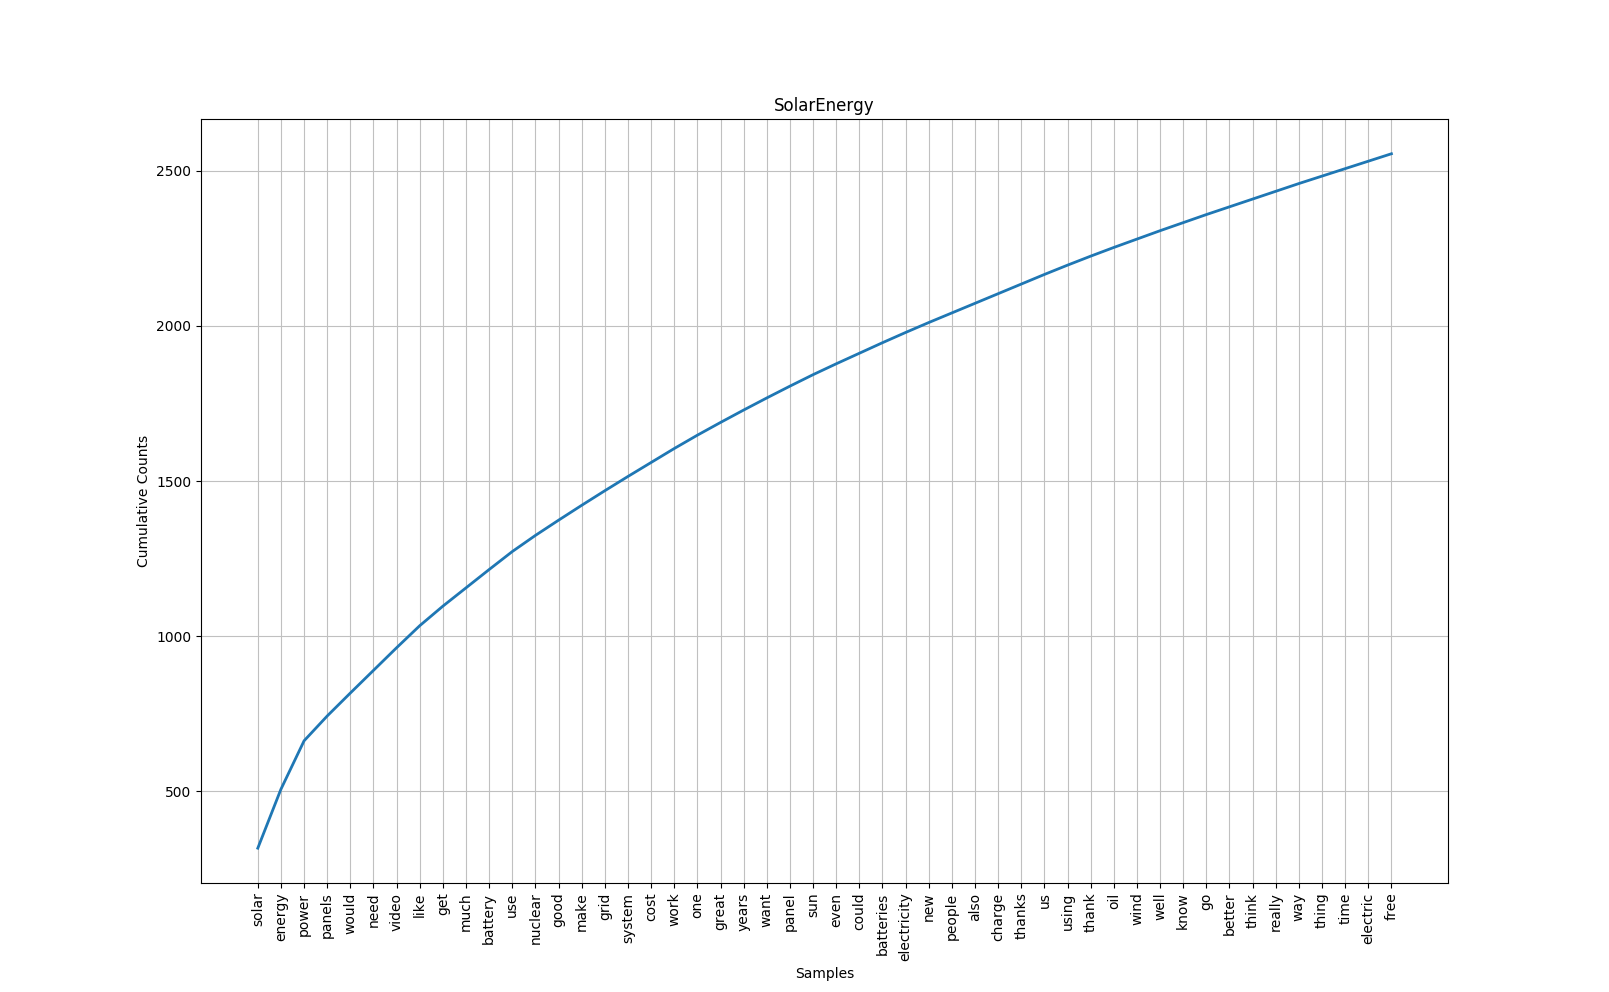 SolarEnergy
2500
2000
1500
1000
500
Cumulative Counts
solar
energy
power
panels
would
need
video
like
get
much
battery
use
nuclear
good
make
grid
system
cost
work
one
great
years
want
panel
sun
even
could
batteries
electricity
new
people
also
charge
thanks
us
using
thank
oil
wind
well
know
go
better
think
really
way
thing
time
electric
free
Samples